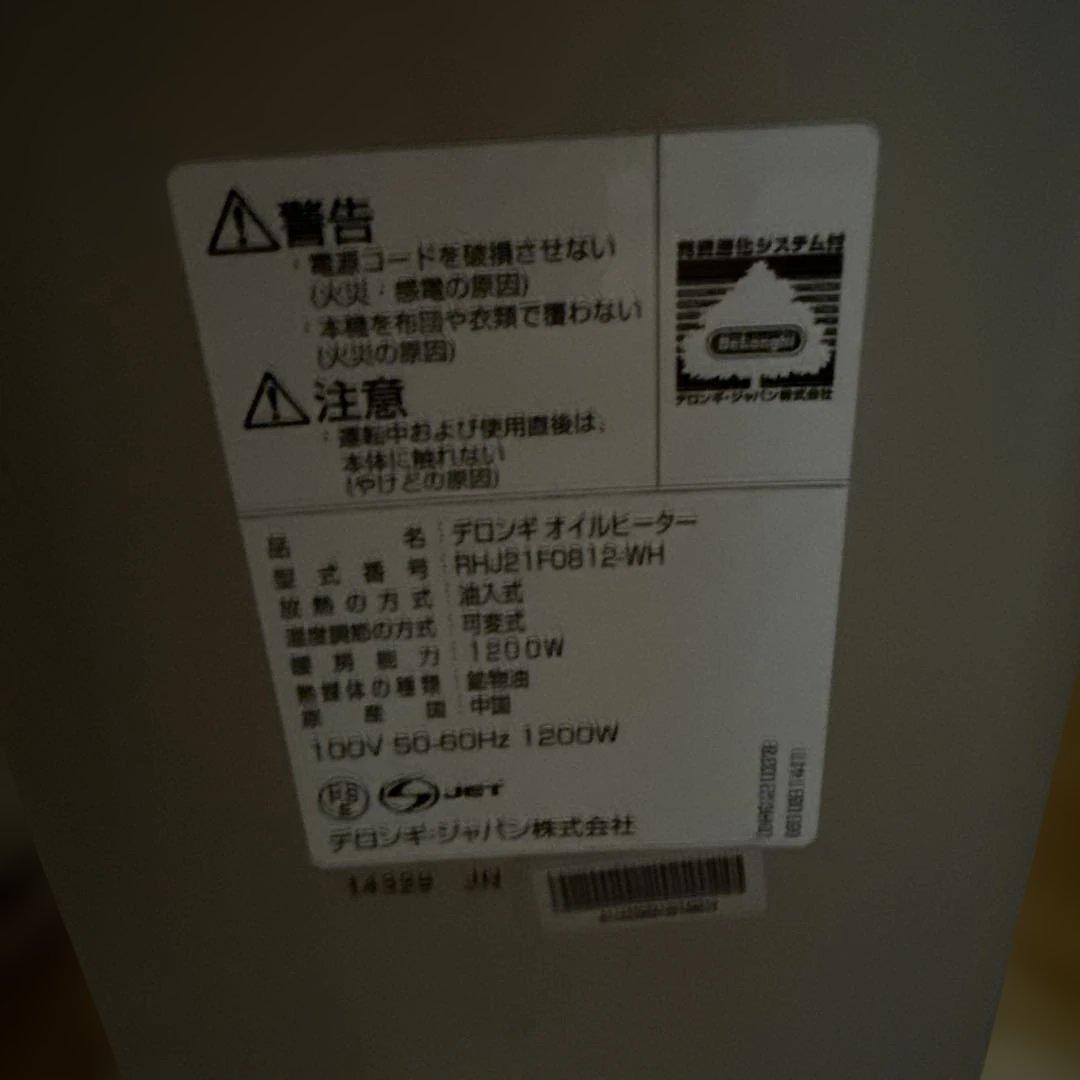 警告
・電源コードを破損させない
(火災・感電の原因)
・本機を布団や衣類で覆わない
(火災の原因)
注意
・運転中および使用直後は、
本体に触れない
(やけどの原因)
再資源化システム付
DeLonghi
デロンギ・ジャパン株式会社
品名 デロンギ オイルヒーター
型式番号 RHJ21F0812-WH
放熱の方式 油入式
温度調節の方式 可変式
暖房能力 1200W
熱媒体の種類 鉱物油
原産国 中国
100V 50-60Hz 1200W
PSE JET
デロンギ・ジャパン株式会社
14329 JN